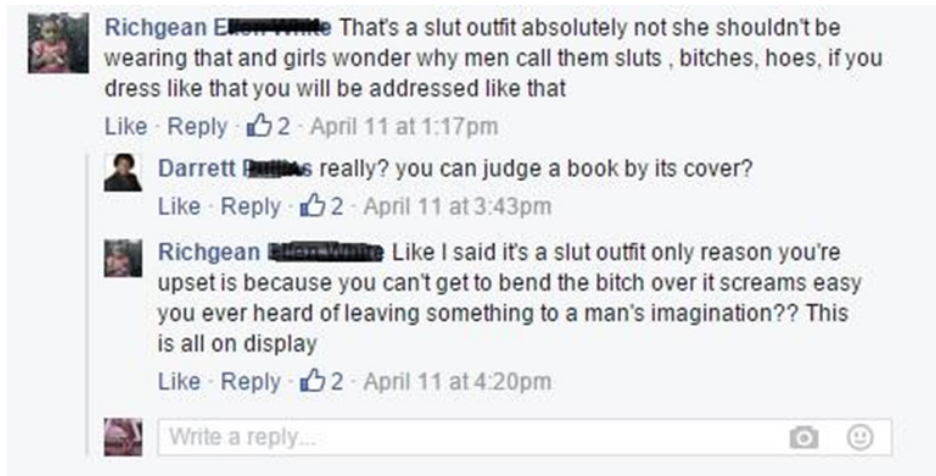 Richgean That's a slut outfit absolutely not she shouldn't be
wearing that and girls wonder why men call them sluts , bitches, hoes, if you
dress like that you will be addressed like that
Like · Reply · 2 · April 11 at 1:17pm
Darrett really? you can judge a book by its cover?
Like · Reply · 2 · April 11 at 3:43pm
Richgean Like I said it's a slut outfit only reason you're
upset is because you can't get to bend the bitch over it screams easy
you ever heard of leaving something to a man's imagination?? This
is all on display
Like · Reply · 2 · April 11 at 4:20pm
Write a reply...